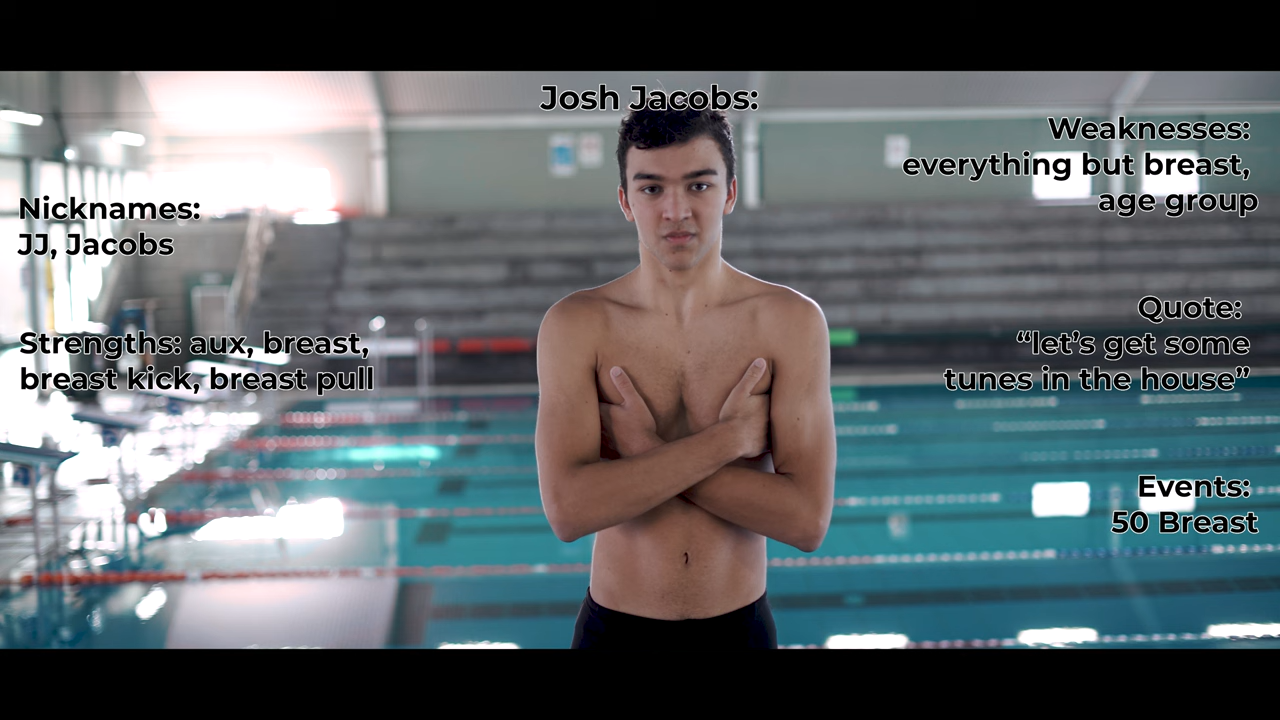 Josh Jacobs:
Nicknames:
JJ, Jacobs
Strengths: aux, breast,
breast kick, breast pull
Weaknesses:
everything but breast,
age group
Quote:
“let’s get some
tunes in the house”
Events:
50 Breast